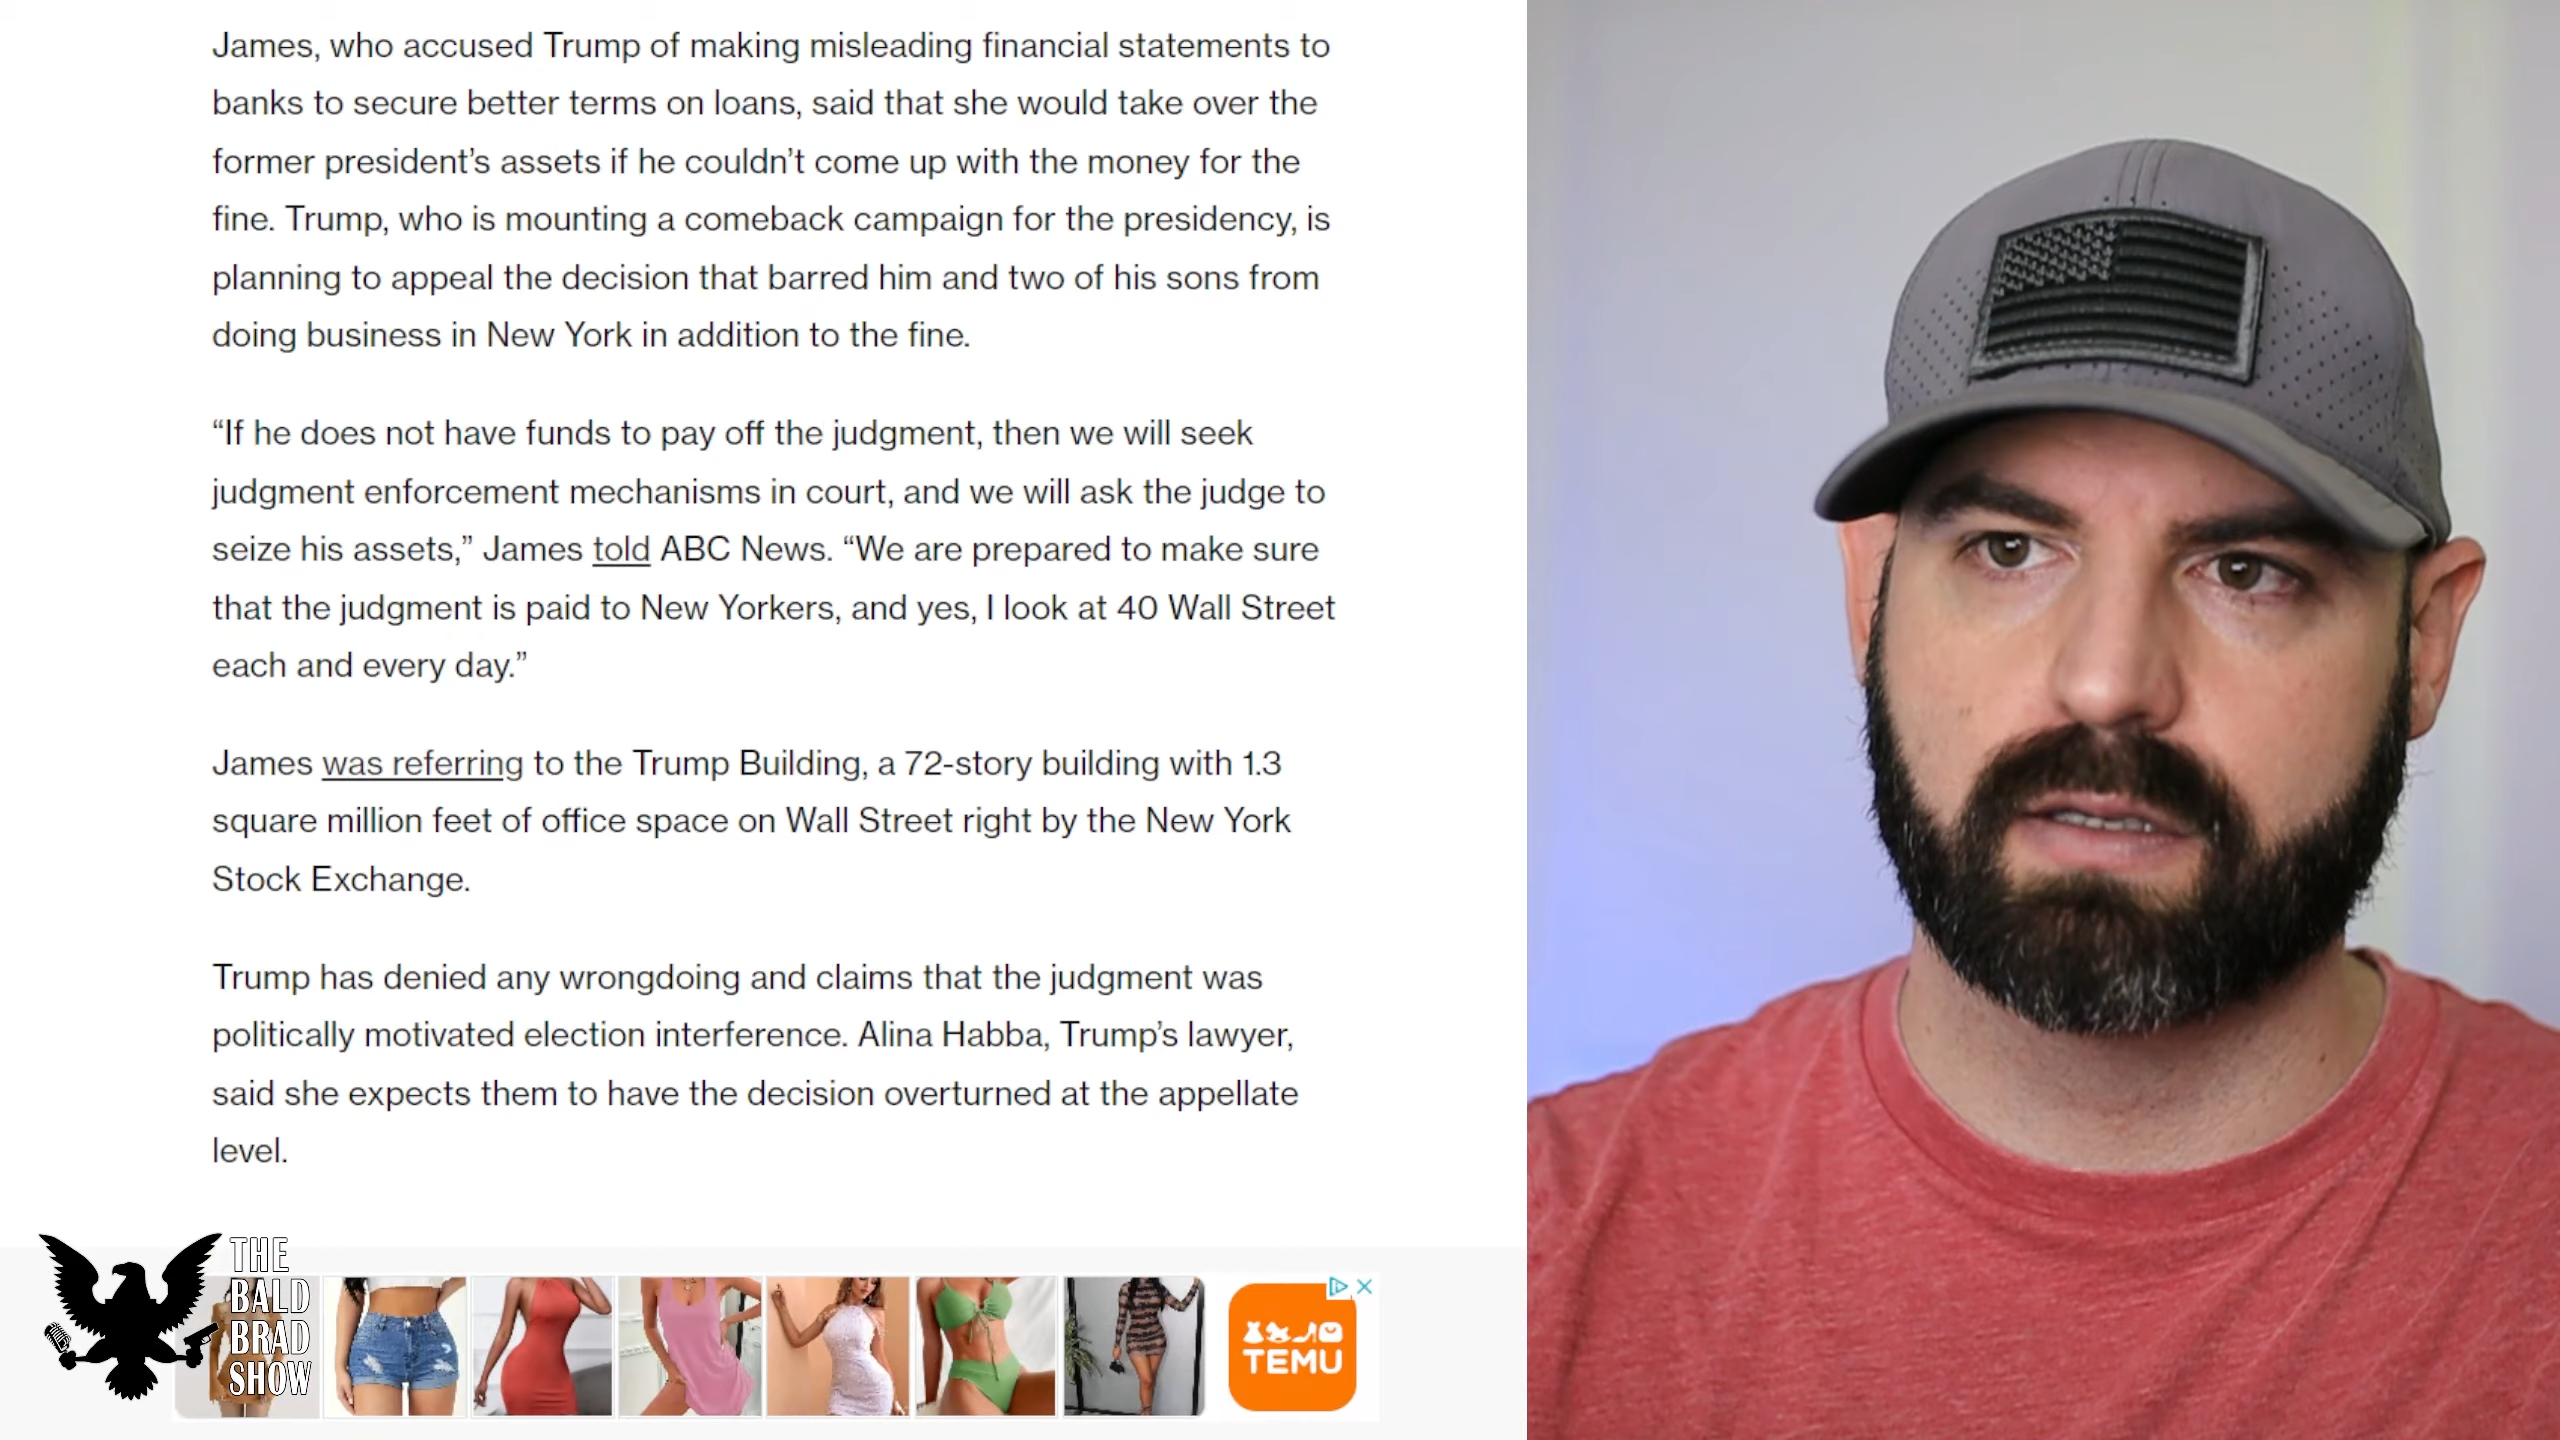 James, who accused Trump of making misleading financial statements to
banks to secure better terms on loans, said that she would take over the
former president’s assets if he couldn’t come up with the money for the
fine. Trump, who is mounting a comeback campaign for the presidency, is
planning to appeal the decision that barred him and two of his sons from
doing business in New York in addition to the fine.
“If he does not have funds to pay off the judgment, then we will seek
judgment enforcement mechanisms in court, and we will ask the judge to
seize his assets,” James told ABC News. “We are prepared to make sure
that the judgment is paid to New Yorkers, and yes, I look at 40 Wall Street
each and every day.”
James was referring to the Trump Building, a 72-story building with 1.3
square million feet of office space on Wall Street right by the New York
Stock Exchange.
Trump has denied any wrongdoing and claims that the judgment was
politically motivated election interference. Alina Habba, Trump’s lawyer,
said she expects them to have the decision overturned at the appellate
level.
THE
BALD
BRAD
SHOW
TEMU